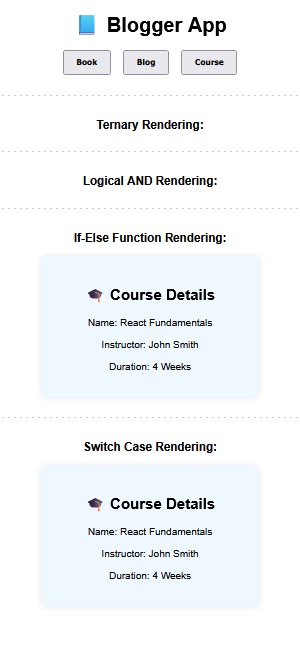 Blogger App
Book Blog Course
Ternary Rendering:
Logical AND Rendering:
If-Else Function Rendering:
Course Details
Name: React Fundamentals
Instructor: John Smith
Duration: 4 Weeks
Switch Case Rendering:
Course Details
Name: React Fundamentals
Instructor: John Smith
Duration: 4 Weeks